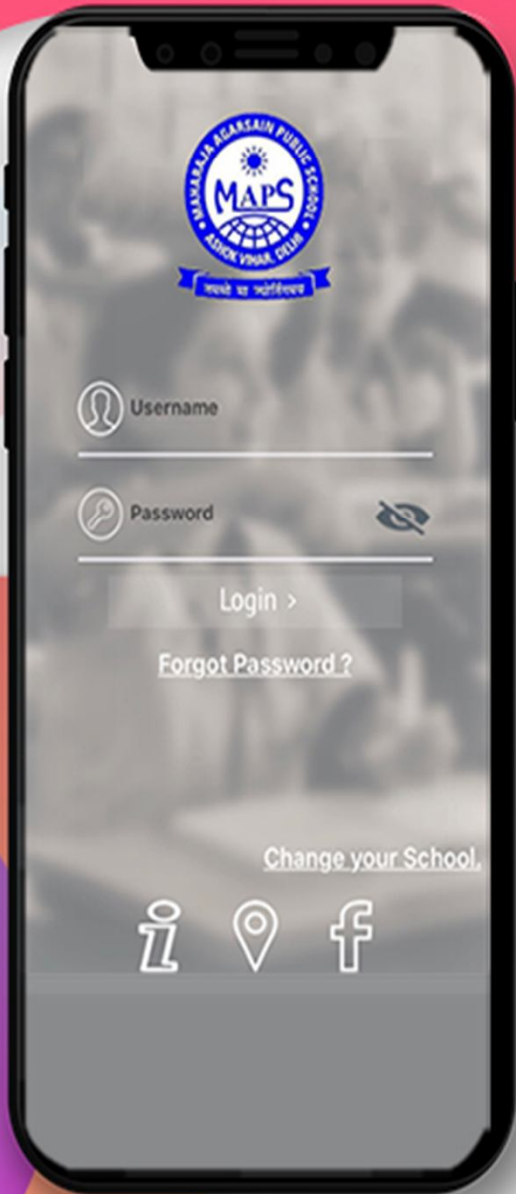 MAHARAJA AGARSAIN PUBLIC SCHOOL
MAPS
ASHOK VIHAR, DELHI
Username
Password
Login >
Forgot Password ?
Change your School.